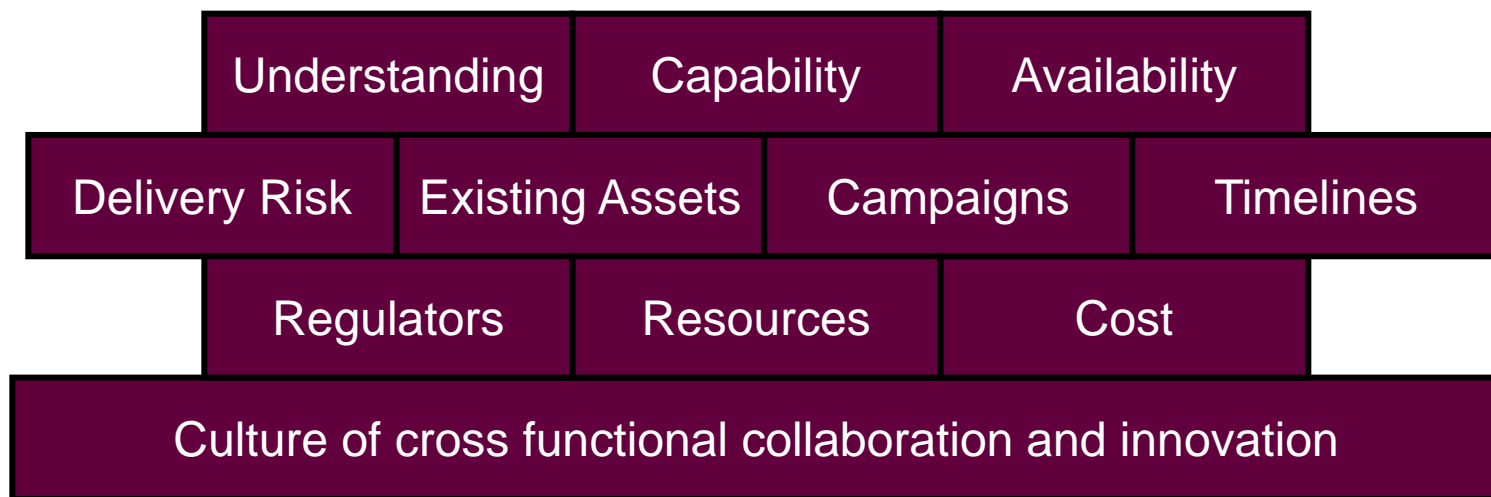 Understanding Capability Availability
Delivery Risk Existing Assets Campaigns Timelines
Regulators Resources Cost
Culture of cross functional collaboration and innovation